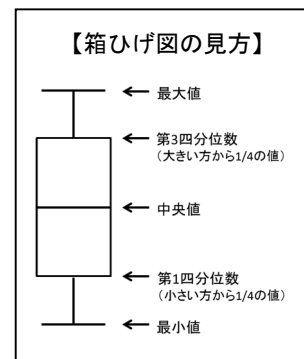 【箱ひげ図の見方】
最大値
第3四分位数
（大きい方から1/4の値）
中央値
第1四分位数
（小さい方から1/4の値）
最小値